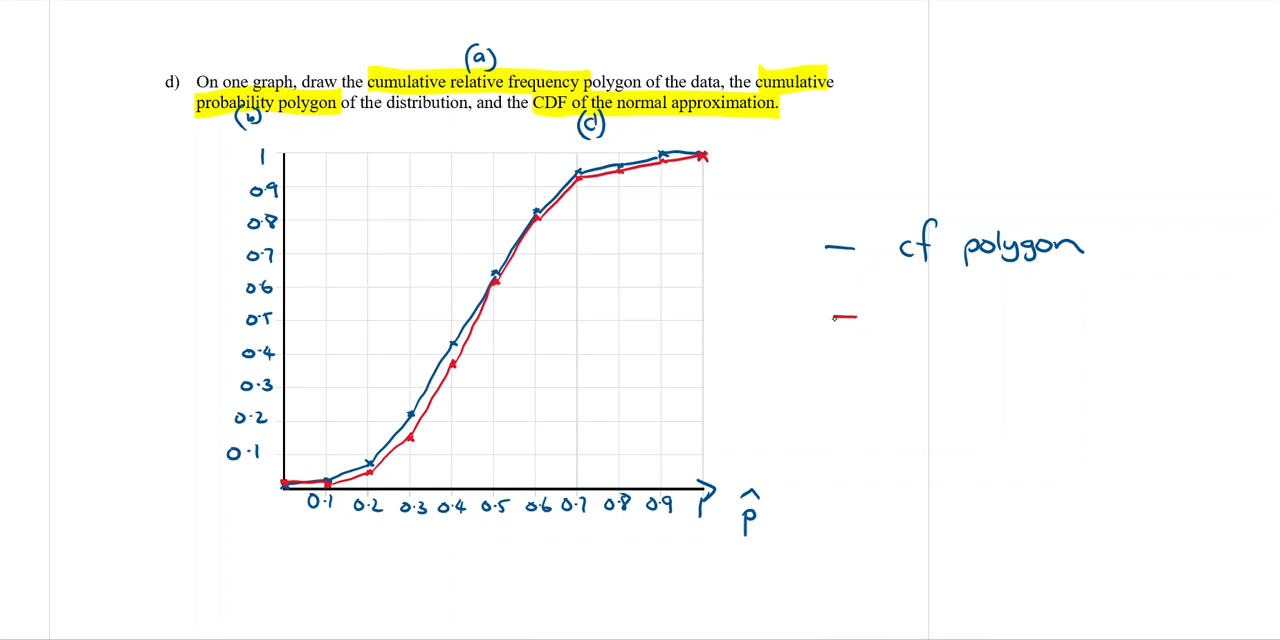 (a)
d) On one graph, draw the cumulative relative frequency polygon of the data, the cumulative
probability polygon of the distribution, and the CDF of the normal approximation.
(b)
(c)
1
0.9
0.8
0.7
0.6
0.5
0.4
0.3
0.2
0.1
0.1 0.2 0.3 0.4 0.5 0.6 0.7 0.8 0.9 1
p̂
— cf polygon
—